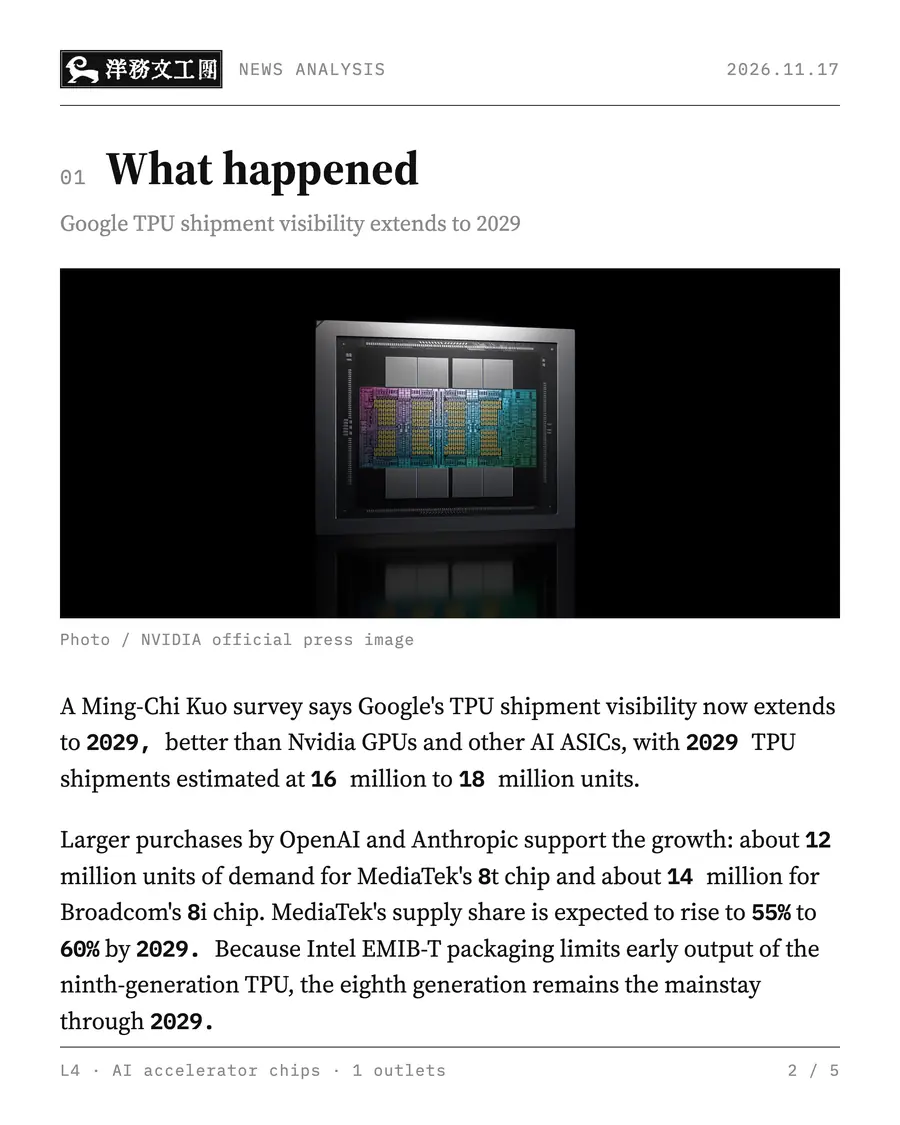 洋務文工團 NEWS ANALYSIS 2026.11.17
01 What happened
Google TPU shipment visibility extends to 2029
Photo / NVIDIA official press image
A Ming-Chi Kuo survey says Google's TPU shipment visibility now extends
to 2029, better than Nvidia GPUs and other AI ASICs, with 2029 TPU
shipments estimated at 16 million to 18 million units.
Larger purchases by OpenAI and Anthropic support the growth: about 12
million units of demand for MediaTek's 8t chip and about 14 million for
Broadcom's 8i chip. MediaTek's supply share is expected to rise to 55% to
60% by 2029. Because Intel EMIB-T packaging limits early output of the
ninth-generation TPU, the eighth generation remains the mainstay
through 2029.
L4 · AI accelerator chips · 1 outlets 2 / 5